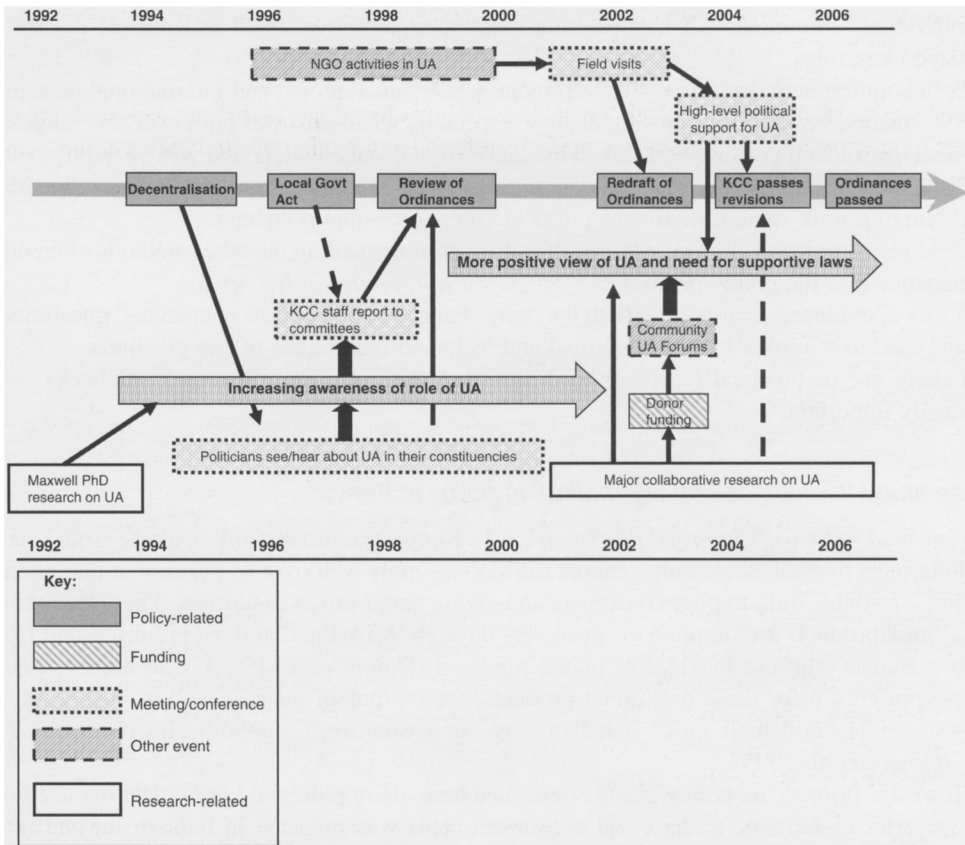 1992 1994 1996 1998 2000 2002 2004 2006
NGO activities in UA
Field visits
High-level political
support for UA
Decentralisation
Local Govt
Act
Review of
Ordinances
Redraft of
Ordinances
KCC passes
revisions
Ordinances
passed
More positive view of UA and need for supportive laws
KCC staff report to
committees
Community
UA Forums
Increasing awareness of role of UA
Donor
funding
Politicians see/hear about UA in their constituencies
Maxwell PhD
research on UA
Major collaborative research on UA
1992 1994 1996 1998 2000 2002 2004 2006
Key:
Policy-related
Funding
Meeting/conference
Other event
Research-related